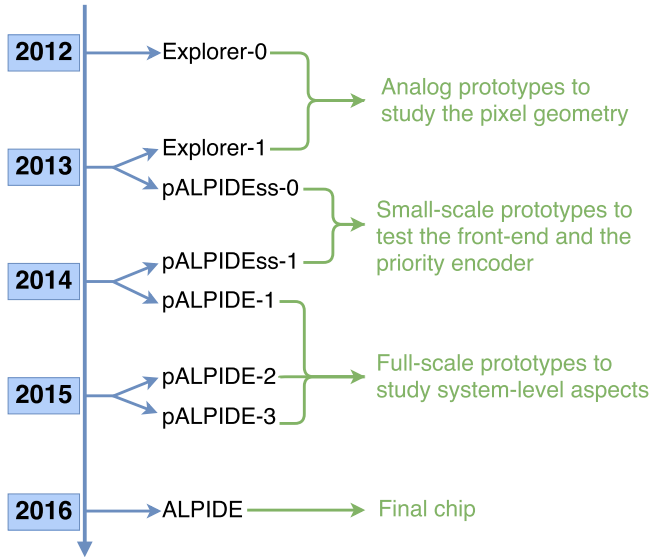 2012
Explorer-0
Analog prototypes to
study the pixel geometry
2013
Explorer-1
pALPIDEss-0
Small-scale prototypes to
test the front-end and the
priority encoder
2014
pALPIDEss-1
pALPIDE-1
Full-scale prototypes to
study system-level aspects
2015
pALPIDE-2
pALPIDE-3
2016
ALPIDE
Final chip